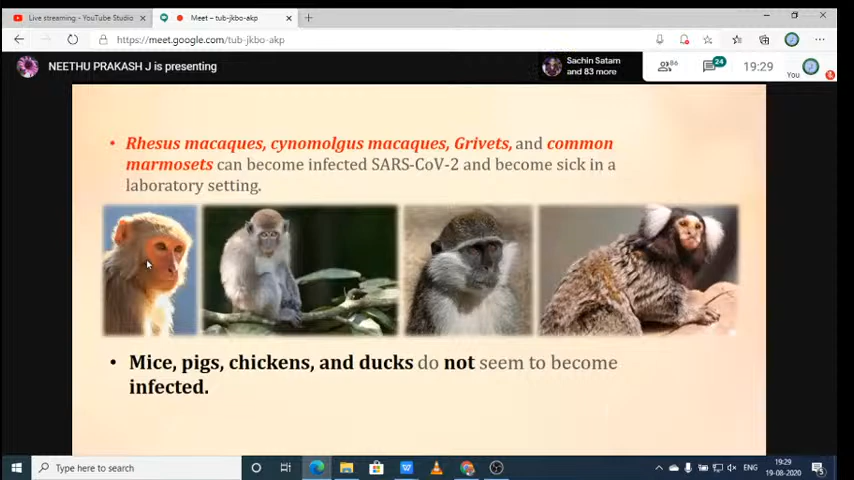 Live streaming - YouTube Studio
Meet – tub-jkbo-akp
https://meet.google.com/tub-jkbo-akp
NEETHU PRAKASH J is presenting
Sachin Satam
and 83 more
86
24
19:29
You
• Rhesus macaques, cynomolgus macaques, Grivets, and common
marmosets can become infected SARS-CoV-2 and become sick in a
laboratory setting.
• Mice, pigs, chickens, and ducks do not seem to become
infected.
Type here to search
ENG
19:29
19-08-2020
5